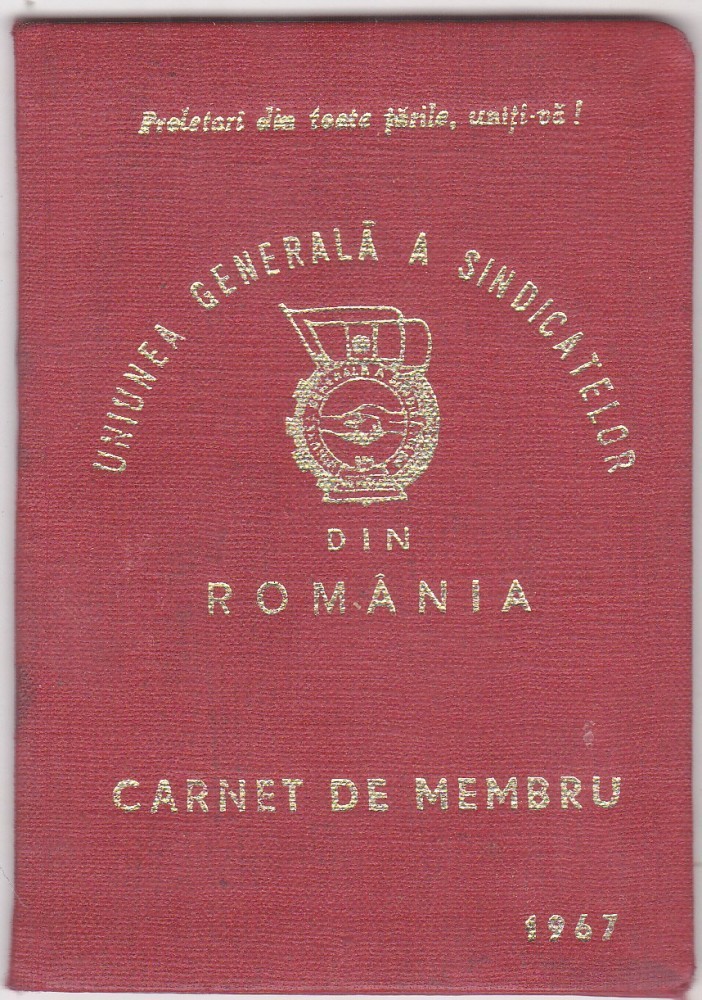 Proletari din toate țările, uniți-vă!
UNIUNEA GENERALĂ A SINDICATELOR
DIN
ROMÂNIA
CARNET DE MEMBRU
1967